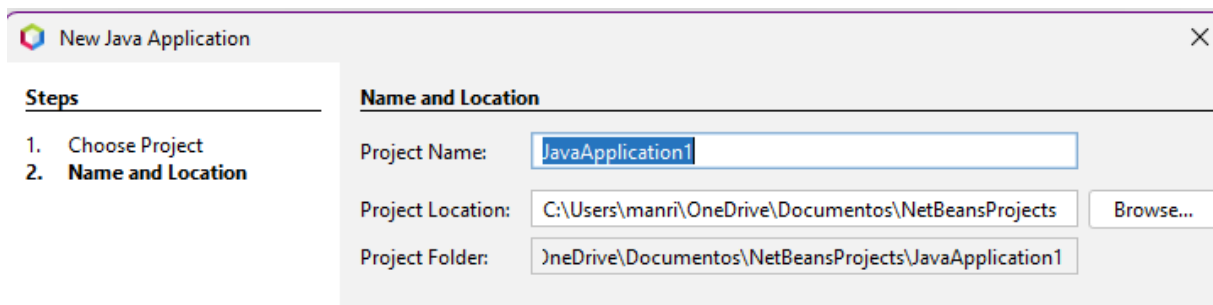 New Java Application
Steps
1. Choose Project
2. Name and Location
Name and Location
Project Name: JavaApplication1
Project Location: C:\Users\manri\OneDrive\Documentos\NetBeansProjects Browse...
Project Folder: OneDrive\Documentos\NetBeansProjects\JavaApplication1